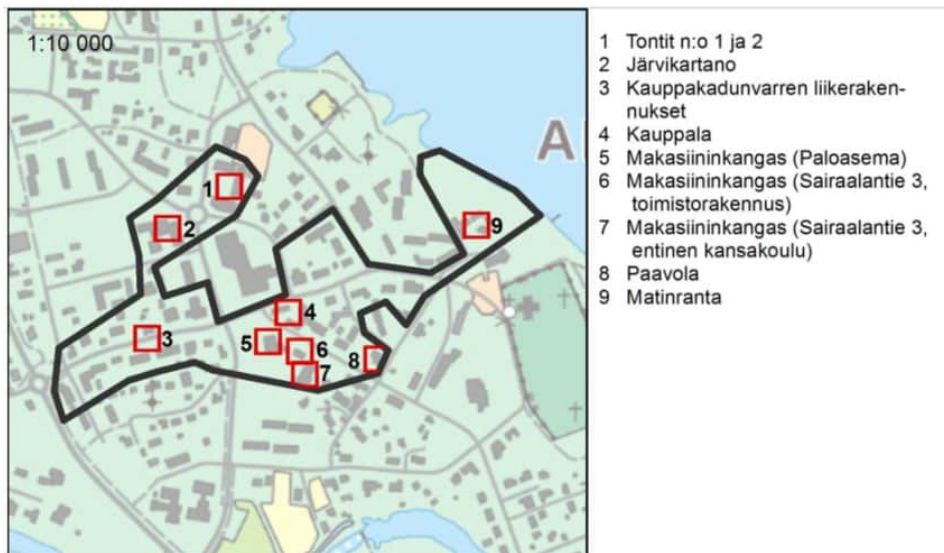 1:10 000
A
1
2
3
4
5
6
7
8
9
1 Tontit n:o 1 ja 2
2 Järvikartano
3 Kauppakadunvarren liikeraken-
nukset
4 Kauppala
5 Makasiininkangas (Paloasema)
6 Makasiininkangas (Sairaalantie 3,
toimistorakennus)
7 Makasiininkangas (Sairaalantie 3,
entinen kansakoulu)
8 Paavola
9 Matinranta